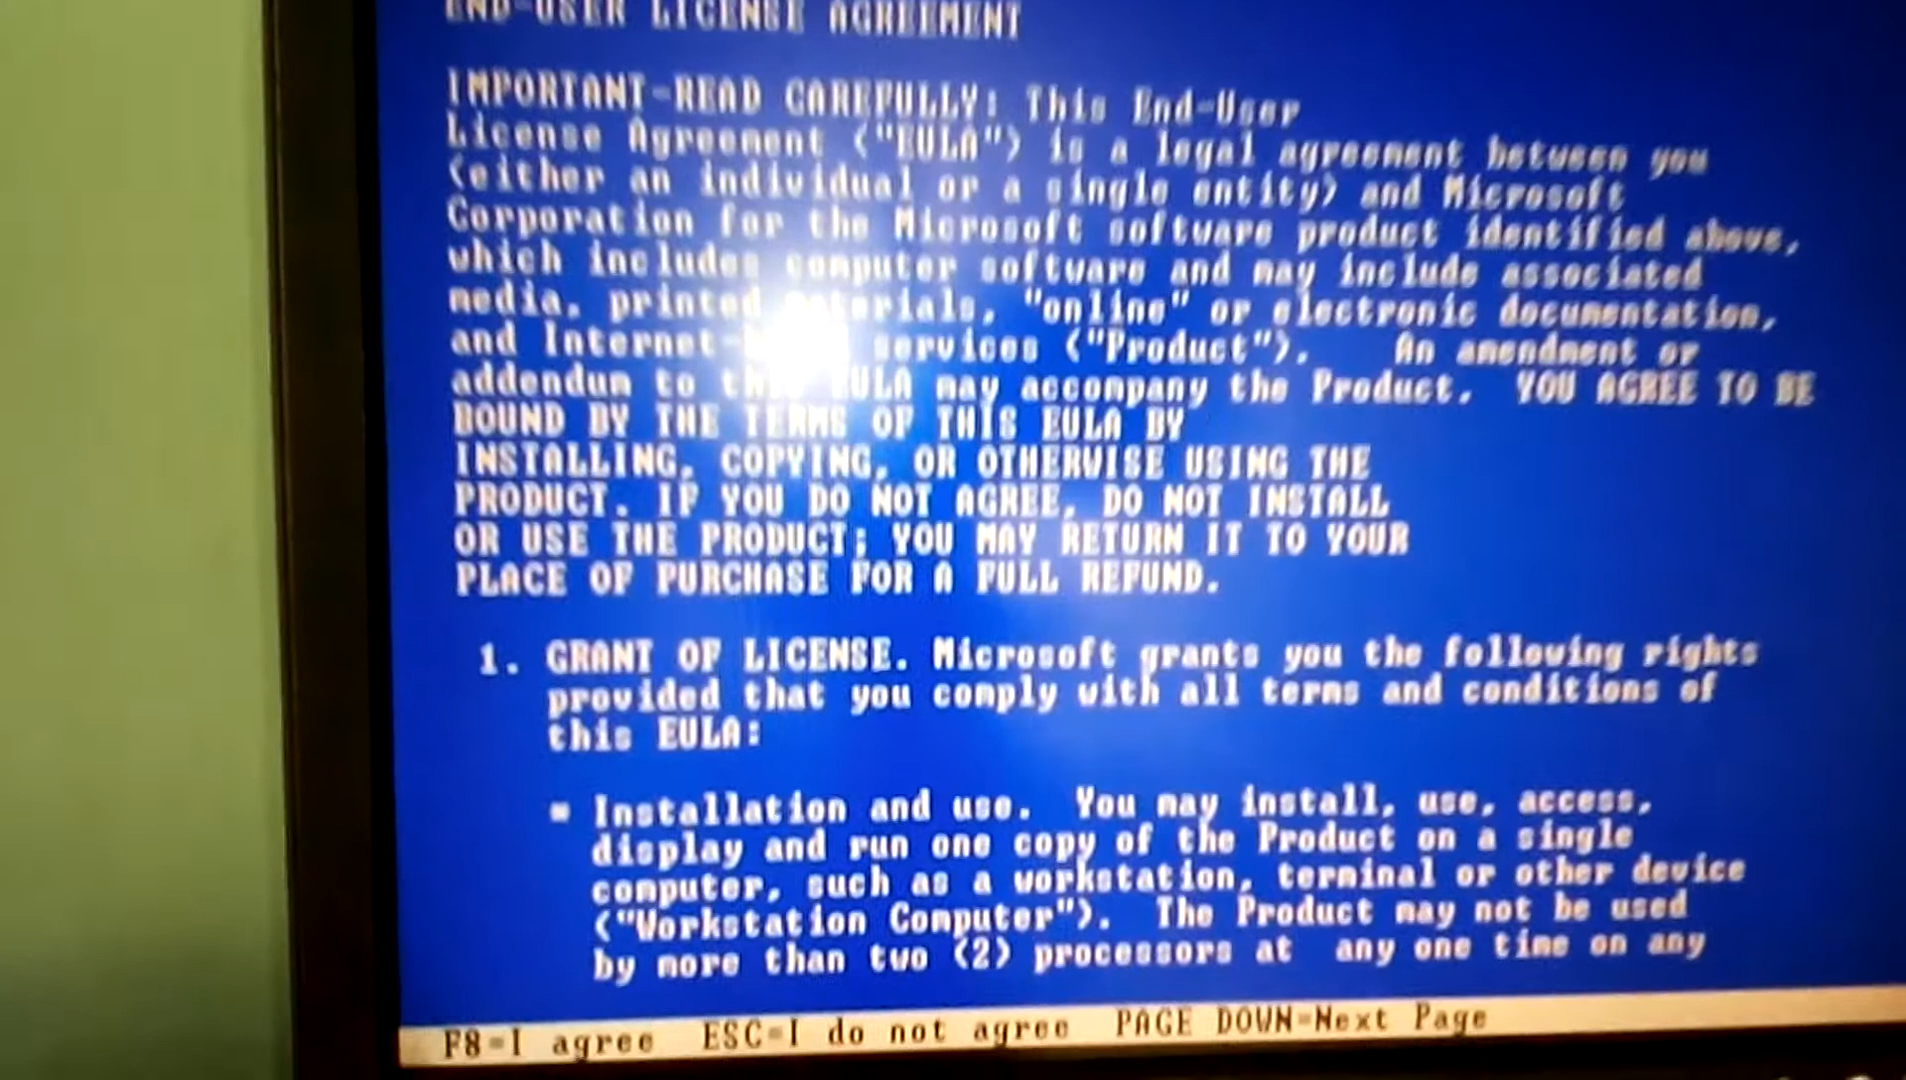 END-USER LICENSE AGREEMENT
IMPORTANT-READ CAREFULLY: This End-User
License Agreement ("EULA") is a legal agreement between you
(either an individual or a single entity) and Microsoft
Corporation for the Microsoft software product identified above,
which includes computer software and may include associated
media, printed materials, "online" or electronic documentation,
and Internet- services ("Product").   An amendment or
addendum to this EULA may accompany the Product.  YOU AGREE TO BE
BOUND BY THE TERMS OF THIS EULA BY
INSTALLING, COPYING, OR OTHERWISE USING THE
PRODUCT. IF YOU DO NOT AGREE, DO NOT INSTALL
OR USE THE PRODUCT; YOU MAY RETURN IT TO YOUR
PLACE OF PURCHASE FOR A FULL REFUND.
1. GRANT OF LICENSE. Microsoft grants you the following rights
provided that you comply with all terms and conditions of
this EULA:
* Installation and use.  You may install, use, access,
display and run one copy of the Product on a single
computer, such as a workstation, terminal or other device
("Workstation Computer").  The Product may not be used
by more than two (2) processors at  any one time on any
F8=I agree   ESC=I do not agree   PAGE DOWN=Next Page